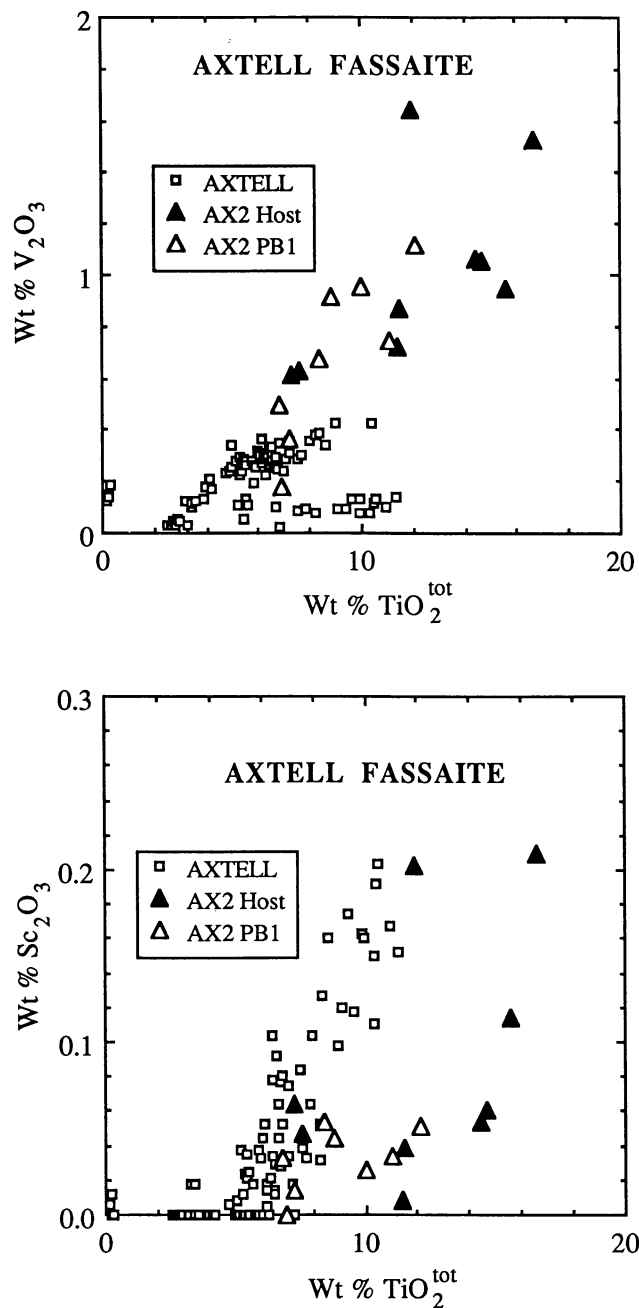 2
AXTELL FASSAITE
AXTELL
AX2 Host
AX2 PB1
Wt % V₂O₃
1
0
0
10
20
Wt % TiO₂ᵗᵒᵗ
0.3
AXTELL FASSAITE
0.2
AXTELL
AX2 Host
AX2 PB1
Wt % Sc₂O₃
0.1
0.0
0
10
20
Wt % TiO₂ᵗᵒᵗ